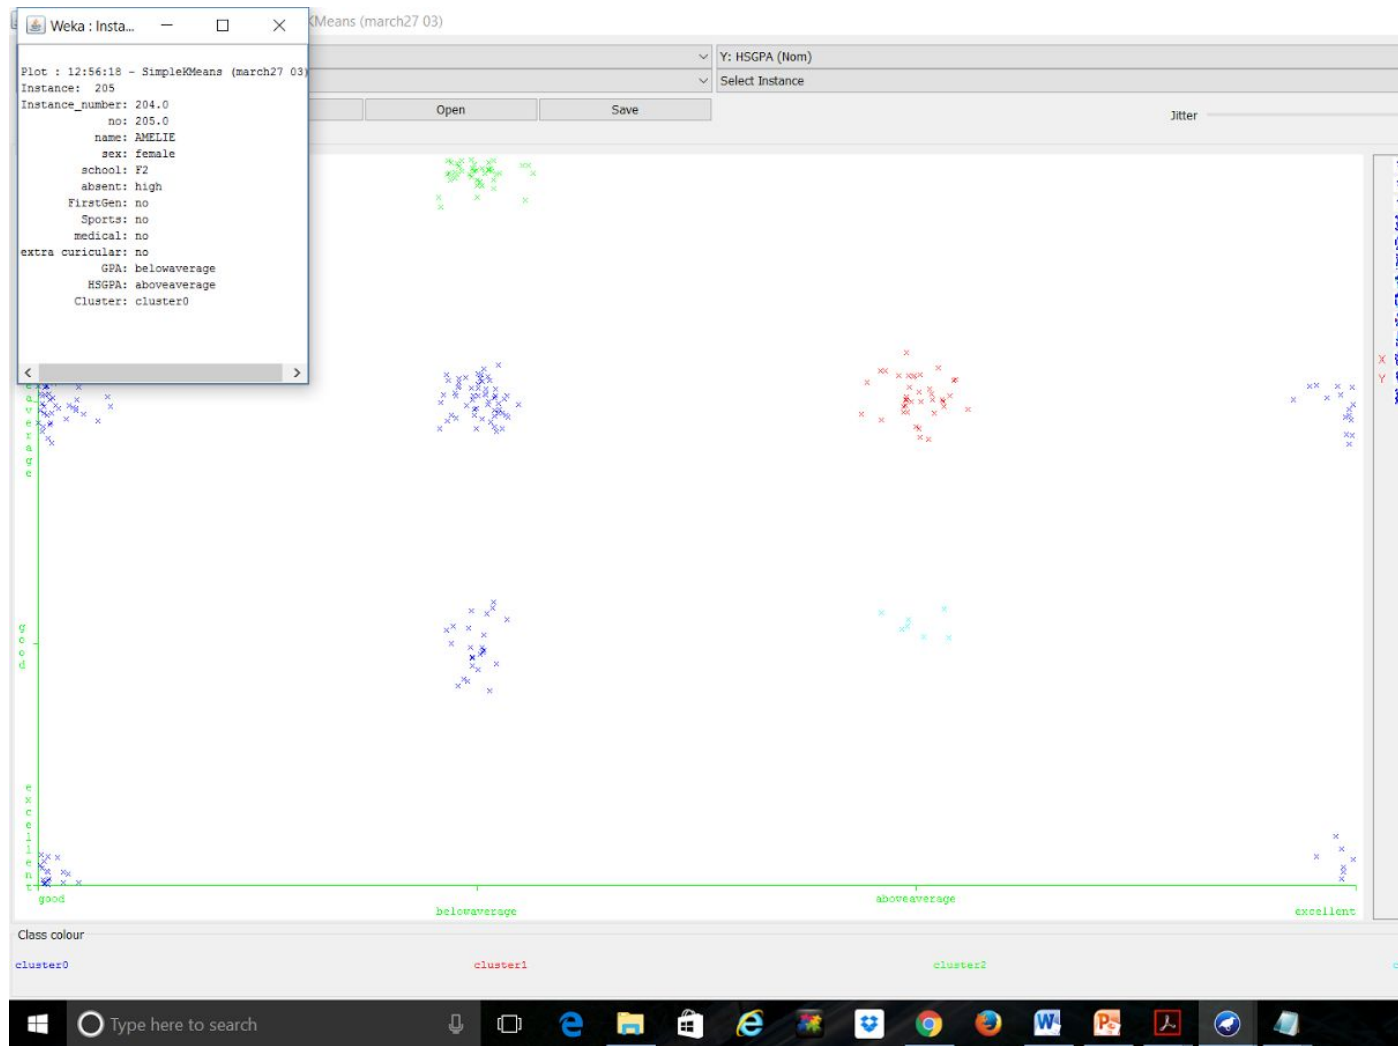 Weka : Insta...
KMeans (march27 03)
Y: HSGPA (Nom)
Select Instance
Open
Save
Jitter
Plot : 12:56:18 - SimpleKMeans (march27 03)
Instance: 205
Instance_number: 204.0
no: 205.0
name: AMELIE
sex: female
school: F2
absent: high
FirstGen: no
Sports: no
medical: no
extra curicular: no
GPA: belowaverage
HSGPA: aboveaverage
Cluster: cluster0
X
Y
good
excellent
good
belowaverage
aboveaverage
excellent
Class colour
cluster0
cluster1
cluster2
Type here to search